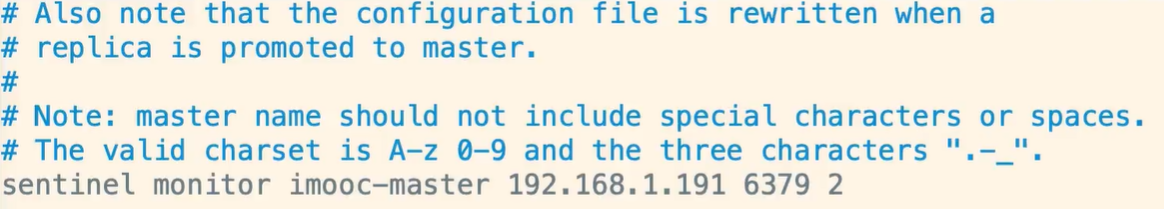 # Also note that the configuration file is rewritten when a
# replica is promoted to master.
#
# Note: master name should not include special characters or spaces.
# The valid charset is A-z 0-9 and the three characters ".-_".
sentinel monitor imooc-master 192.168.1.191 6379 2